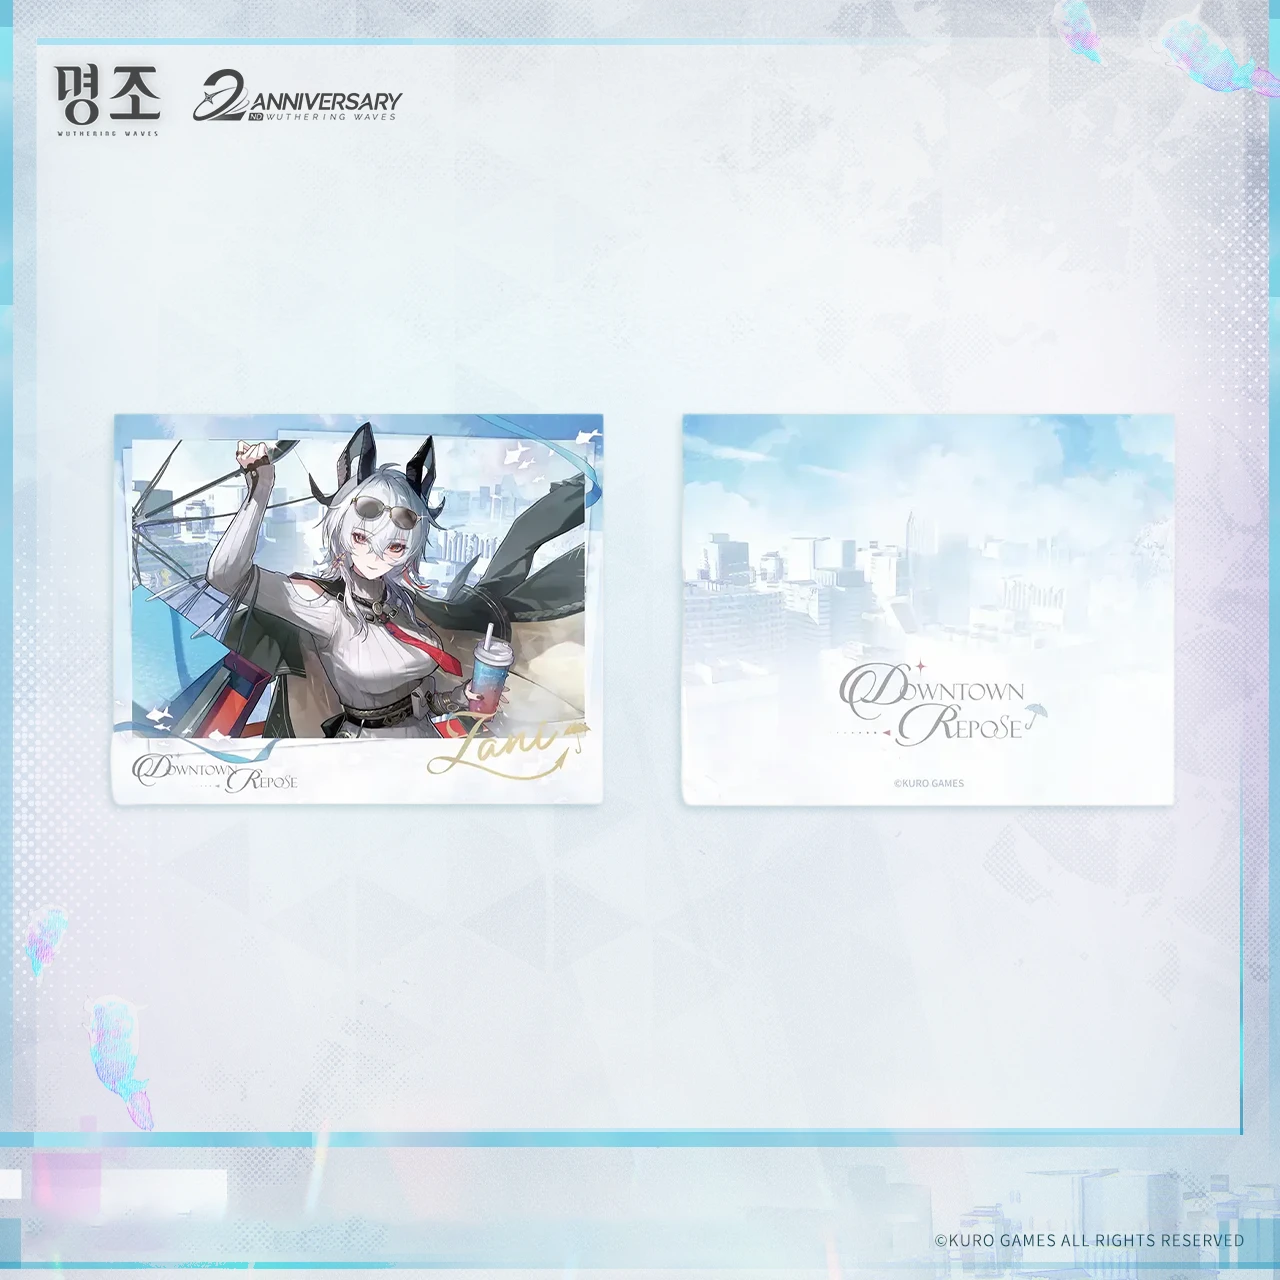 명조
WUTHERING WAVES
2ND ANNIVERSARY
WUTHERING WAVES
Zani
DOWNTOWN
REPOSE
DOWNTOWN
REPOSE
©KURO GAMES
©KURO GAMES ALL RIGHTS RESERVED